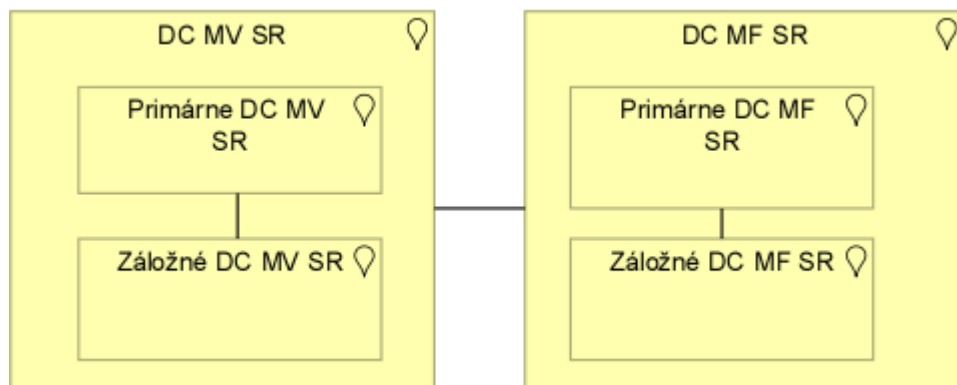 DC MV SR
Primárne DC MV
SR
Záložné DC MV SR
DC MF SR
Primárne DC MF
SR
Záložné DC MF SR